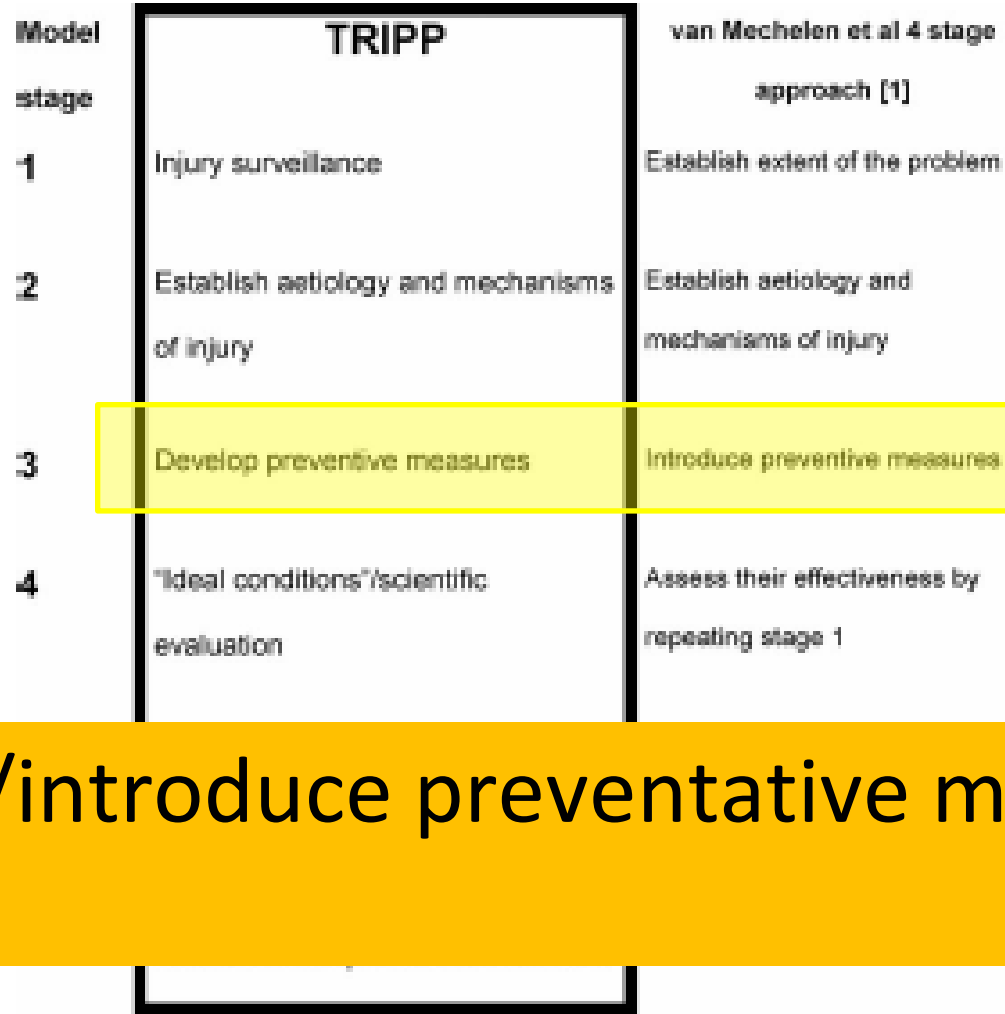 Model TRIPP van Mechelen et al 4 stage
stage approach [1]
1 Injury surveillance Establish extent of the problem
2 Establish aetiology and mechanisms Establish aetiology and
of injury mechanisms of injury
3 Develop preventive measures Introduce preventive measures
4 "Ideal conditions"/scientific Assess their effectiveness by
evaluation repeating stage 1
/introduce preventative m